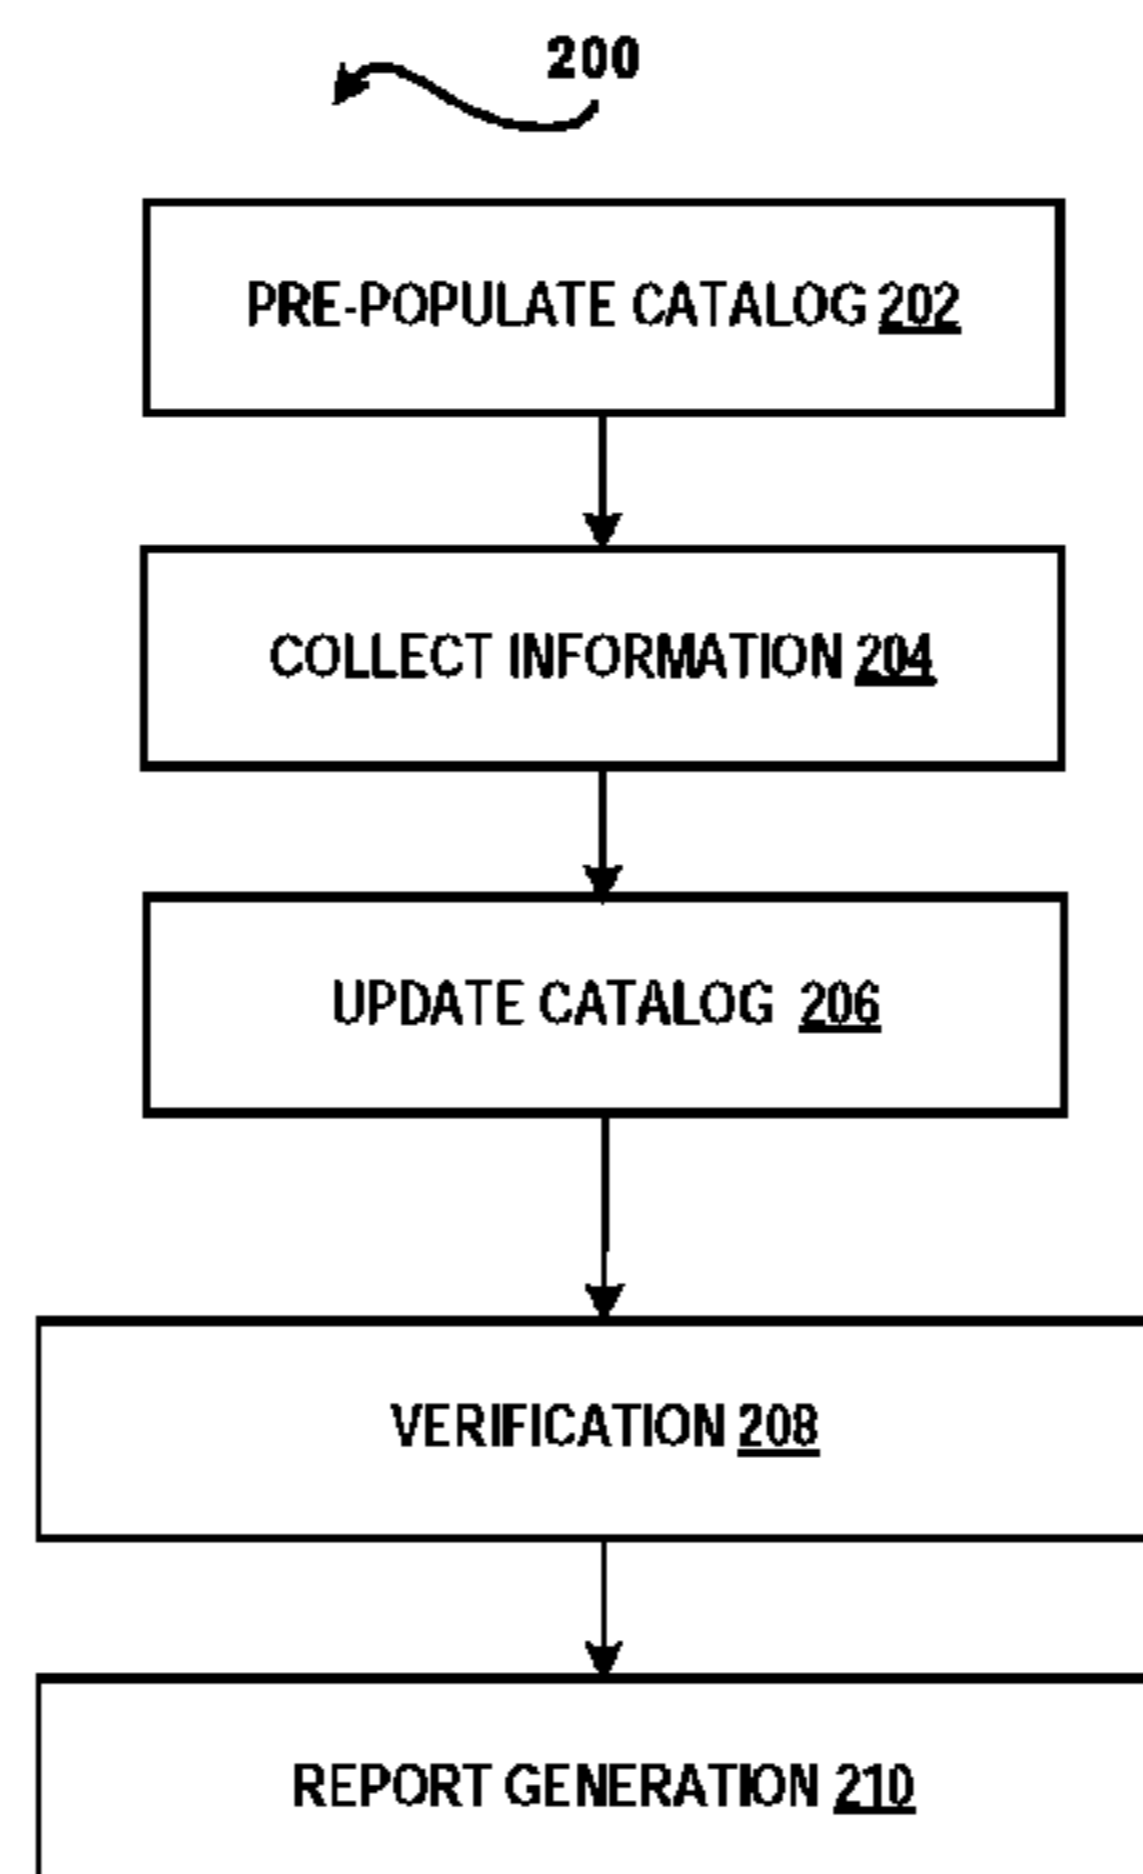 200
PRE-POPULATE CATALOG 202
COLLECT INFORMATION 204
UPDATE CATALOG 206
VERIFICATION 208
REPORT GENERATION 210